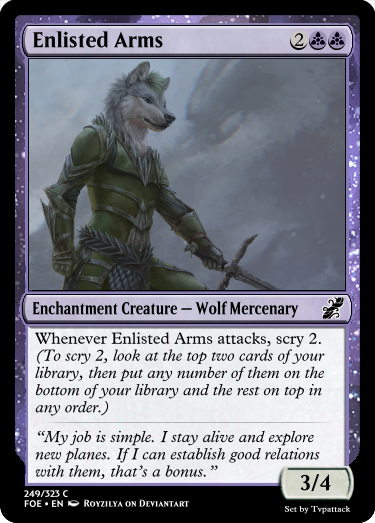 Enlisted Arms 2
Enchantment Creature — Wolf Mercenary
Whenever Enlisted Arms attacks, scry 2.
(To scry 2, look at the top two cards of your
library, then put any number of them on the
bottom of your library and the rest on top in
any order.)
“My job is simple. I stay alive and explore
new planes. If I can establish good relations
with them, that’s a bonus.”
3/4
249/323 C
FOE • EN Royzilya on Deviantart
Set by Tvpattack